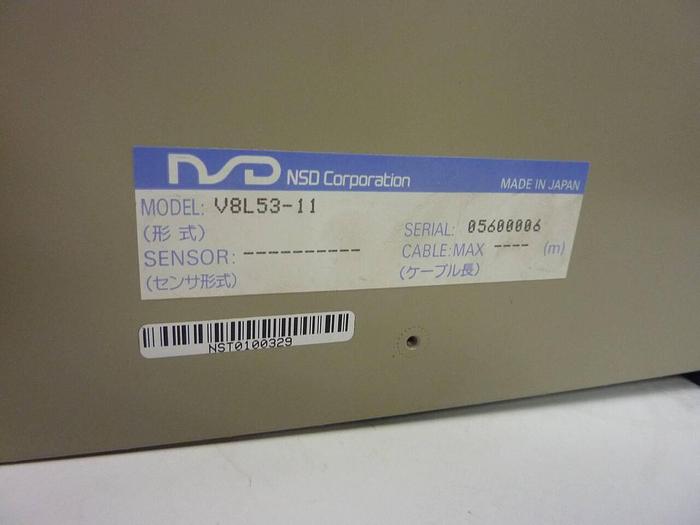 NSD NSD Corporation MADE IN JAPAN
MODEL: V8L53-11
(形式)
SERIAL: 05600006
SENSOR: ----------
CABLE:MAX ---- (m)
(センサ形式)
(ケーブル長)
NST0100329